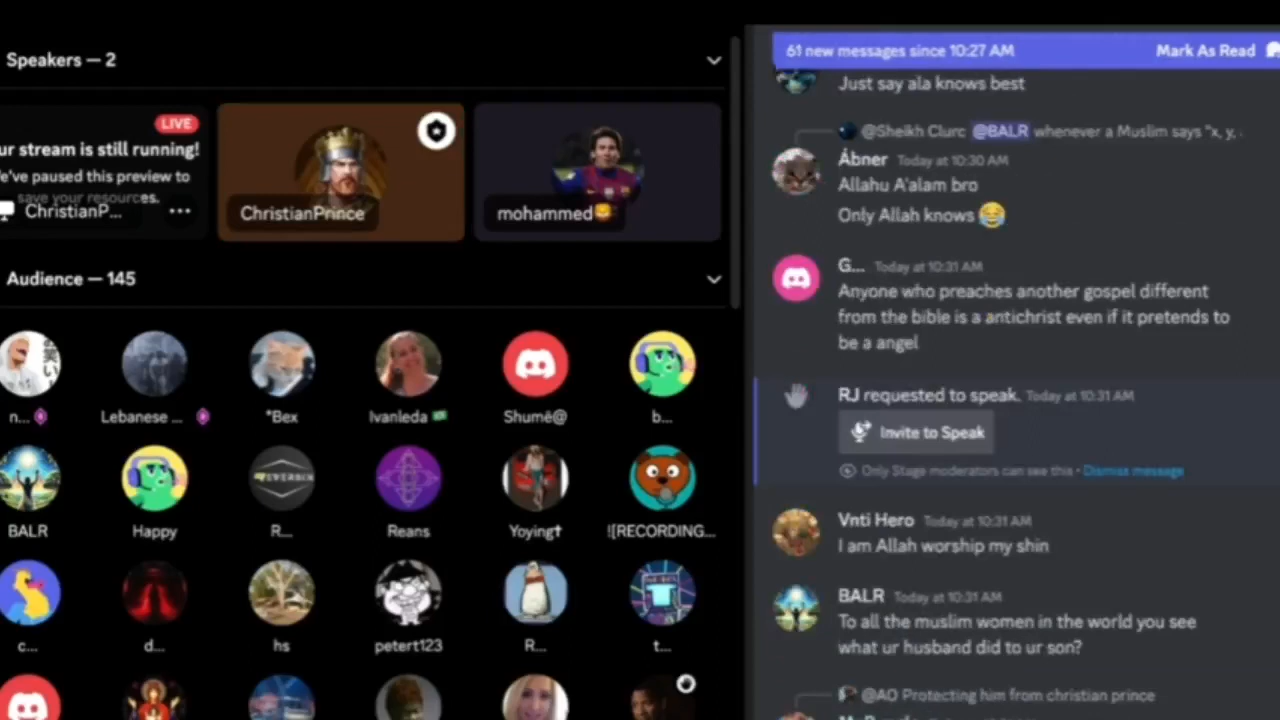 Speakers — 2
LIVE
ur stream is still running!
e've paused this preview to
save your resources.
ChristianP...
ChristianPrince
mohammed🦁
Audience — 145
n...
Lebanese ...
*Bex
Ivanleda
Shumë@
b...
BALR
Happy
R...
Reans
Yoying✝
![RECORDING...
c...
d...
hs
petert123
R...
t...
61 new messages since 10:27 AM
Mark As Read
Just say ala knows best
@Sheikh Clurc @BALR whenever a Muslim says "x, y,
Ábner Today at 10:30 AM
Allahu A'alam bro
Only Allah knows 😂
G... Today at 10:31 AM
Anyone who preaches another gospel different
from the bible is a antichrist even if it pretends to
be a angel
RJ requested to speak. Today at 10:31 AM
Invite to Speak
Only Stage moderators can see this • Dismiss message
Vnti Hero Today at 10:31 AM
I am Allah worship my shin
BALR Today at 10:31 AM
To all the muslim women in the world you see
what ur husband did to ur son?
@AO Protecting him from christian prince